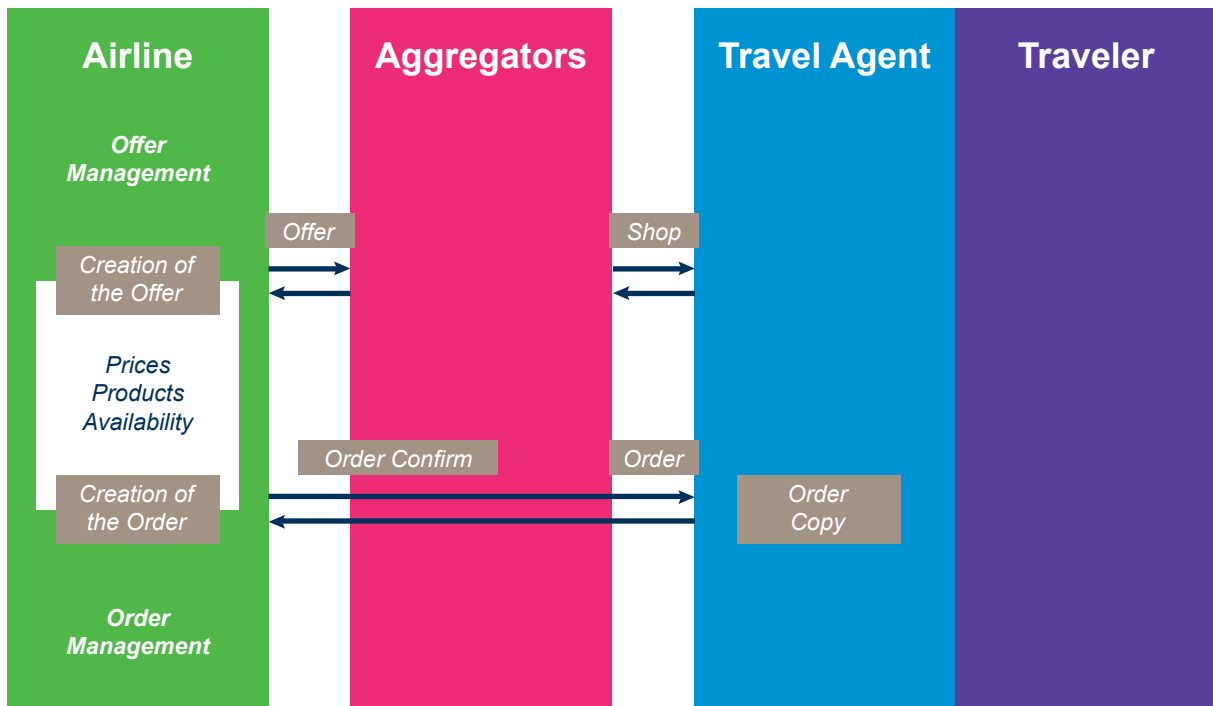 Airline
Aggregators
Travel Agent
Traveler
Offer
Management
Offer
Shop
Creation of
the Offer
Prices
Products
Availability
Order Confirm
Order
Creation of
the Order
Order
Copy
Order
Management